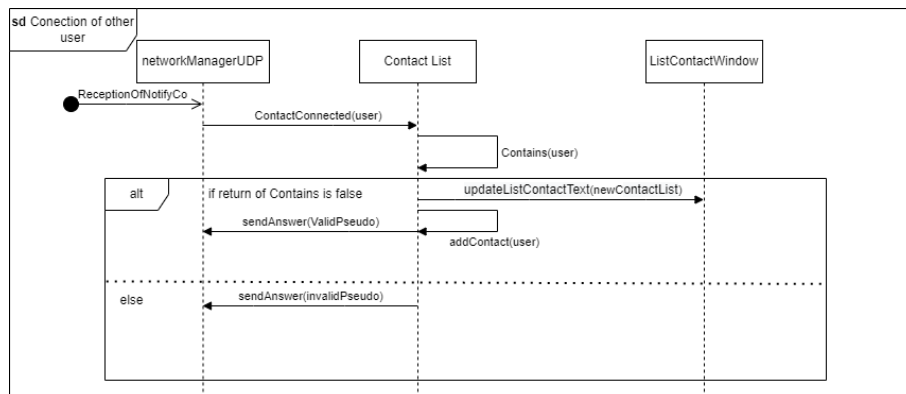 sd Conection of other
user
networkManagerUDP
Contact List
ListContactWindow
ReceptionOfNotifyCo
ContactConnected(user)
Contains(user)
alt
if return of Contains is false
updateListContactText(newContactList)
sendAnswer(ValidPseudo)
addContact(user)
else
sendAnswer(invalidPseudo)